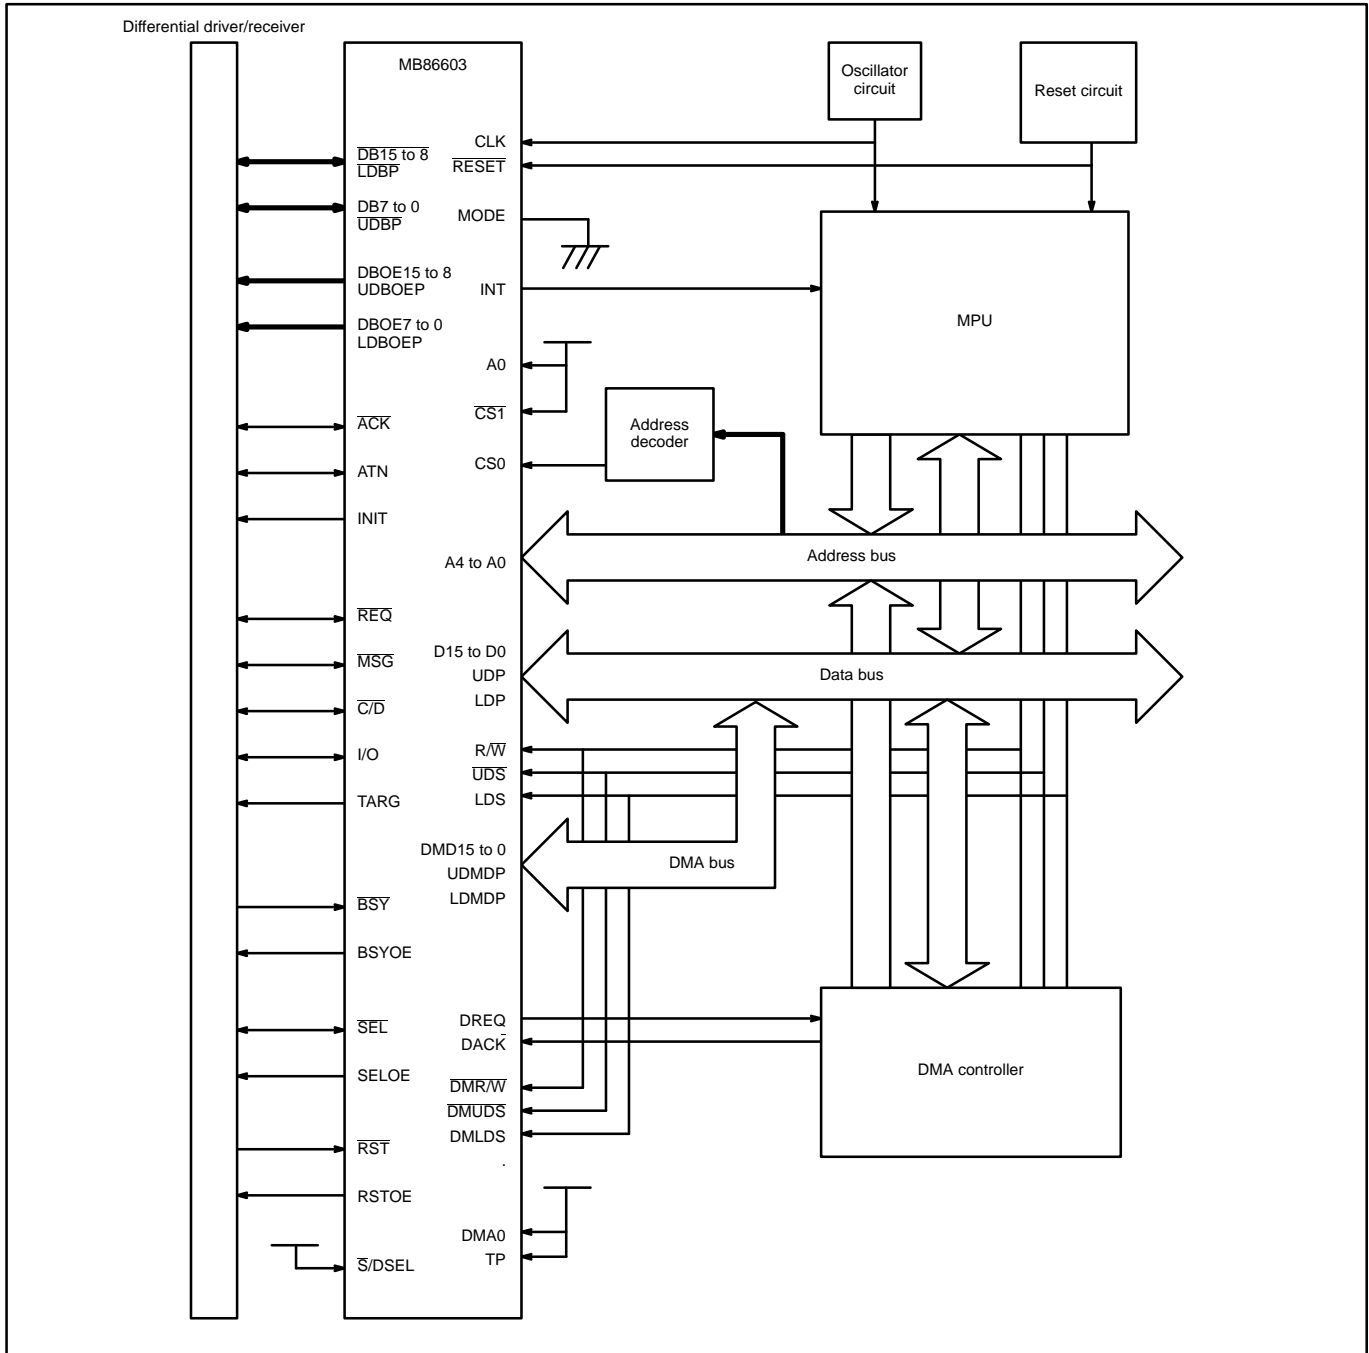 Differential driver/receiver
MB86603
Oscillator
circuit
Reset circuit
CLK
RESET
DB15 to 8
LDBP
DB7 to 0
UDBP
MODE
DBOE15 to 8
UDBOEP
INT
DBOE7 to 0
LDBOEP
MPU
A0
CS1
ACK
Address
decoder
ATN
CS0
INIT
A4 to A0
Address bus
REQ
D15 to D0
MSG
UDP
Data bus
LDP
C/D
R/W
I/O
UDS
LDS
TARG
DMD15 to 0
UDMDP
DMA bus
LDMDP
BSY
BSYOE
DREQ
SEL
DACK
DMA controller
SELOE
DMR/W
DMUDS
DMLDS
RST
.
RSTOE
DMA0
TP
S/DSEL